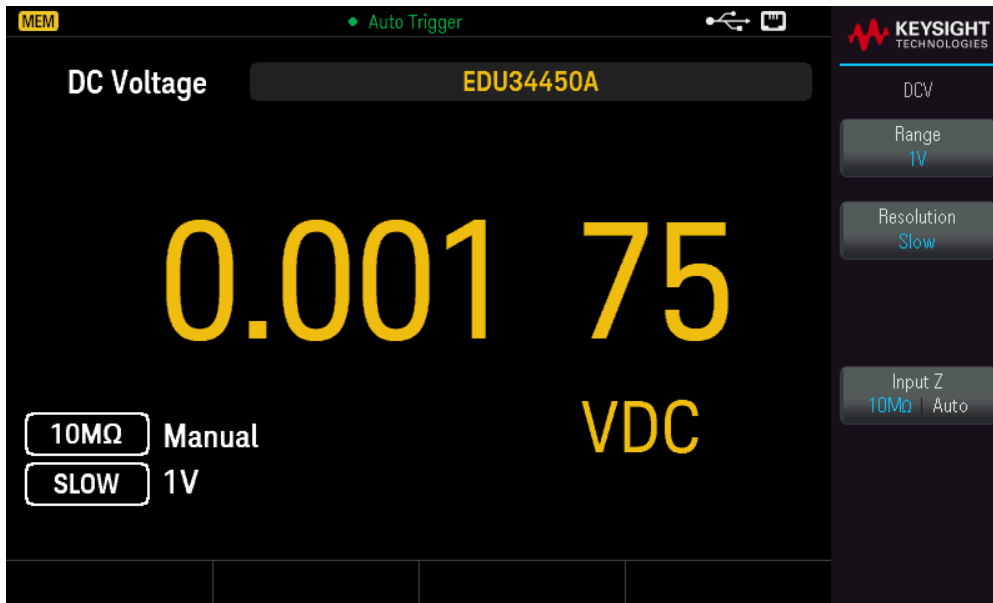 MEM
Auto Trigger
DC Voltage
EDU34450A
0.001 75
VDC
10MΩ Manual
SLOW 1V
KEYSIGHT
TECHNOLOGIES
DCV
Range
1V
Resolution
Slow
Input Z
10MΩ | Auto